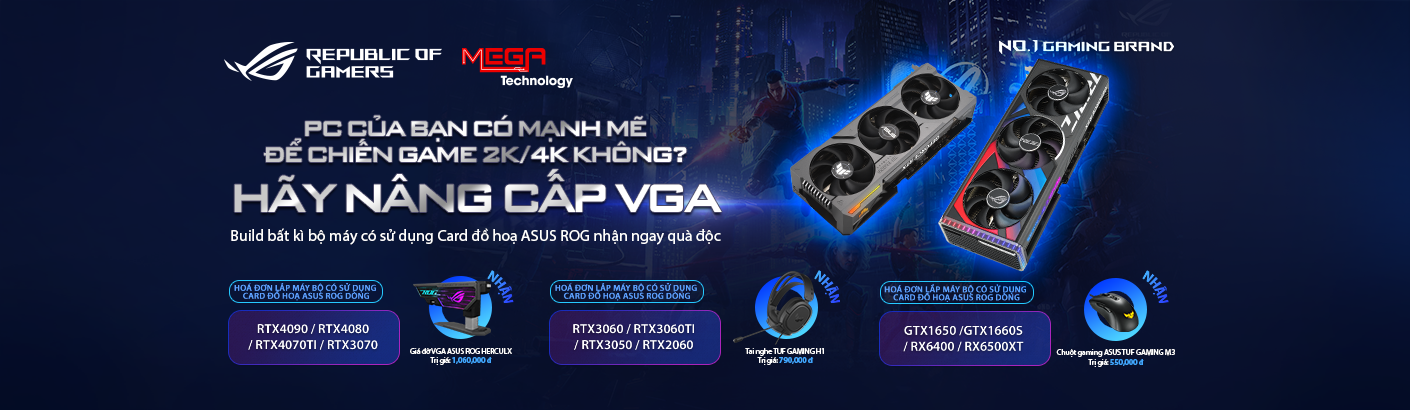 REPUBLIC OF
GAMERS
MEGA
Technology
NO.1 GAMING BRAND
PC CỦA BẠN CÓ MẠNH MẼ
ĐỂ CHIẾN GAME 2K/4K KHÔNG?
HÃY NÂNG CẤP VGA
Build bất kì bộ máy có sử dụng Card đồ hoạ ASUS ROG nhận ngay quà độc
HOÁ ĐƠN LẮP MÁY BỘ CÓ SỬ DỤNG
CARD ĐỒ HOẠ ASUS ROG DÒNG
RTX4090 / RTX4080
/ RTX4070TI / RTX3070
NHẬN
Giá đỡ VGA ASUS ROG HERCULX
Trị giá: 1,060,000 đ
HOÁ ĐƠN LẮP MÁY BỘ CÓ SỬ DỤNG
CARD ĐỒ HOẠ ASUS ROG DÒNG
RTX3060 / RTX3060TI
/ RTX3050 / RTX2060
NHẬN
Tai nghe TUF GAMING H1
Trị giá: 790,000 đ
HOÁ ĐƠN LẮP MÁY BỘ CÓ SỬ DỤNG
CARD ĐỒ HOẠ ASUS ROG DÒNG
GTX1650 /GTX1660S
/ RX6400 / RX6500XT
NHẬN
Chuột gaming ASUS TUF GAMING M3
Trị giá: 550,000 đ